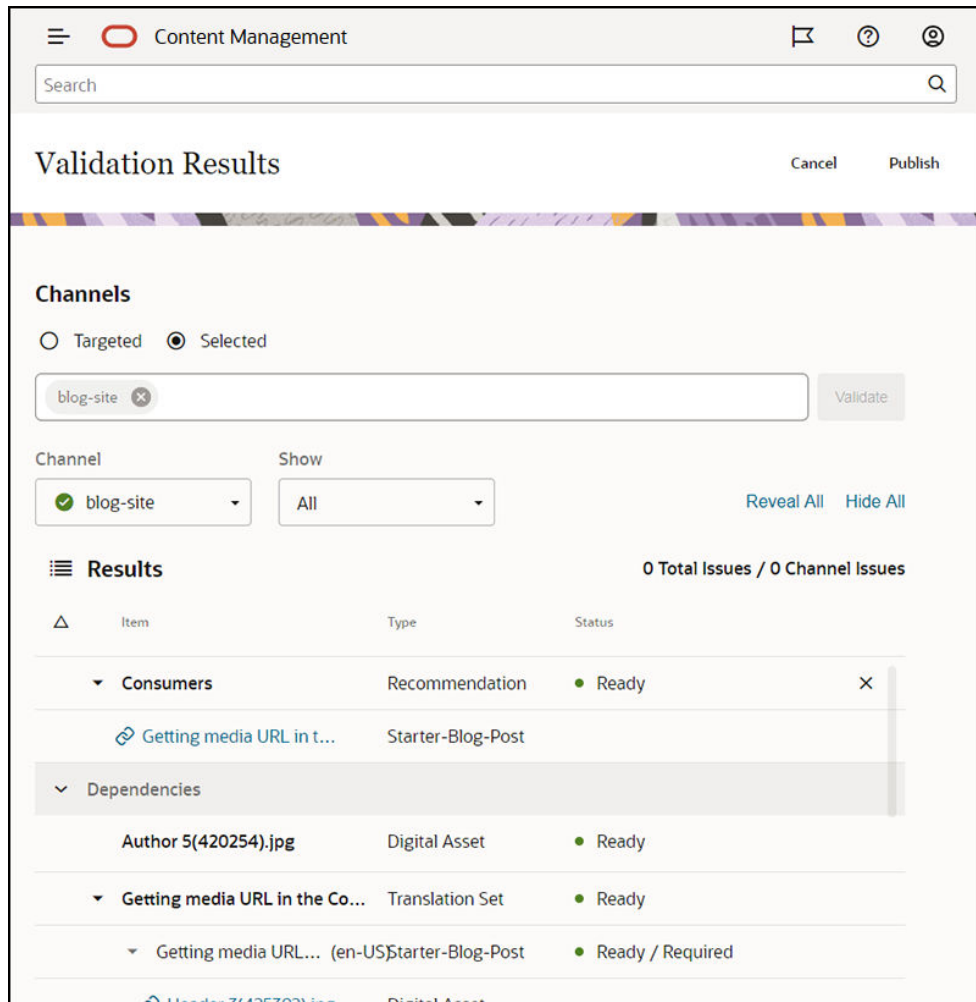 Content Management
Search
Validation Results Cancel Publish
Channels
Targeted Selected
blog-site Validate
Channel Show
blog-site All Reveal All Hide All
Results 0 Total Issues / 0 Channel Issues
Item Type Status
Consumers Recommendation Ready
Getting media URL in t... Starter-Blog-Post
Dependencies
Author 5(420254).jpg Digital Asset Ready
Getting media URL in the Co... Translation Set Ready
Getting media URL... (en-US) Starter-Blog-Post Ready / Required
Digital Asset